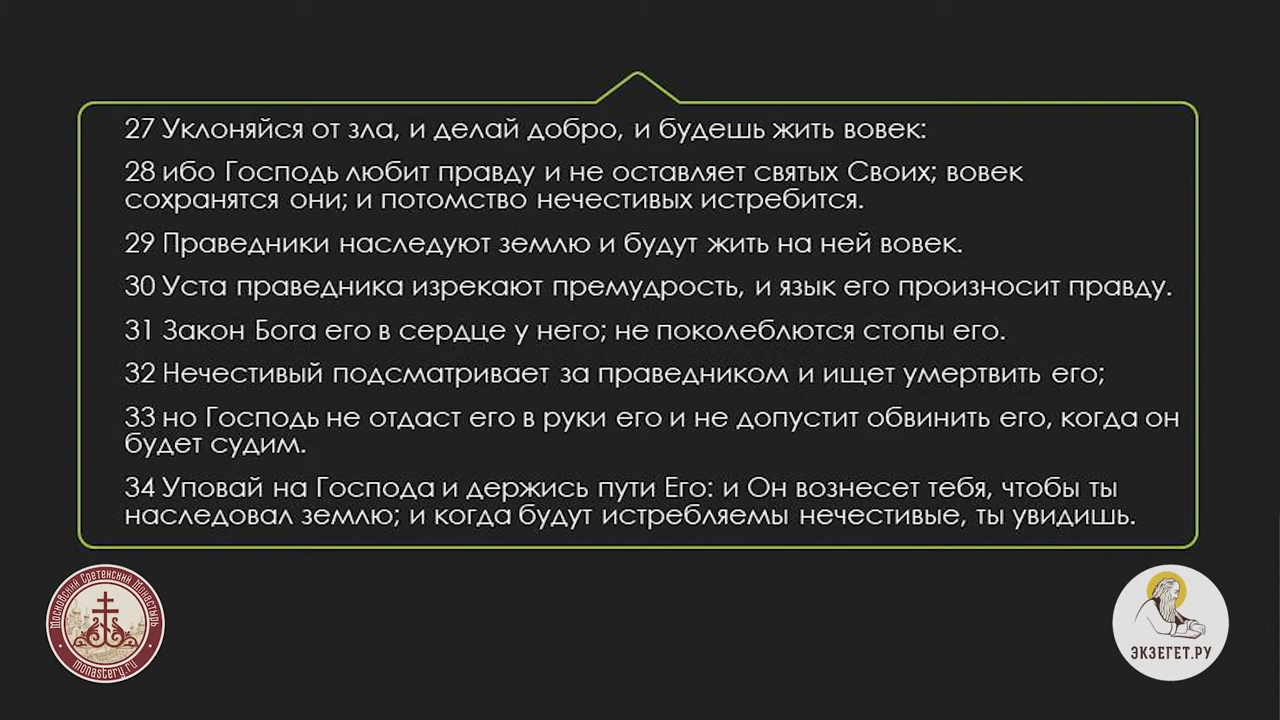 27 Уклоняйся от зла, и делай добро, и будешь жить вовек:
28 ибо Господь любит правду и не оставляет святых Своих; вовек
сохранятся они; и потомство нечестивых истребится.
29 Праведники наследуют землю и будут жить на ней вовек.
30 Уста праведника изрекают премудрость, и язык его произносит правду.
31 Закон Бога его в сердце у него; не поколеблются стопы его.
32 Нечестивый подсматривает за праведником и ищет умертвить его;
33 но Господь не отдаст его в руки его и не допустит обвинить его, когда он
будет судим.
34 Уповай на Господа и держись пути Его: и Он вознесет тебя, чтобы ты
наследовал землю; и когда будут истребляемы нечестивые, ты увидишь.
Московский Сретенский Монастырь
monastery.ru
ЭКЗЕГЕТ.РУ